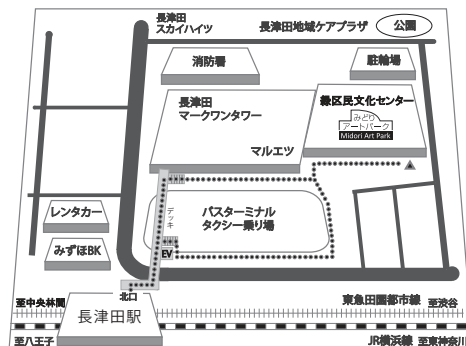 長津田
スカイハイツ
長津田地域ケアプラザ
公園
消防署
駐輪場
長津田
マークワンタワー
緑区民文化センター
みどり
アートパーク
Midori Art Park
マルエツ
レンタカー
デッキ
バスターミナル
タクシー乗り場
みずほBK
EV
北口
至中央林間
東急田園都市線
至渋谷
長津田駅
至八王子
JR横浜線
至東神奈川